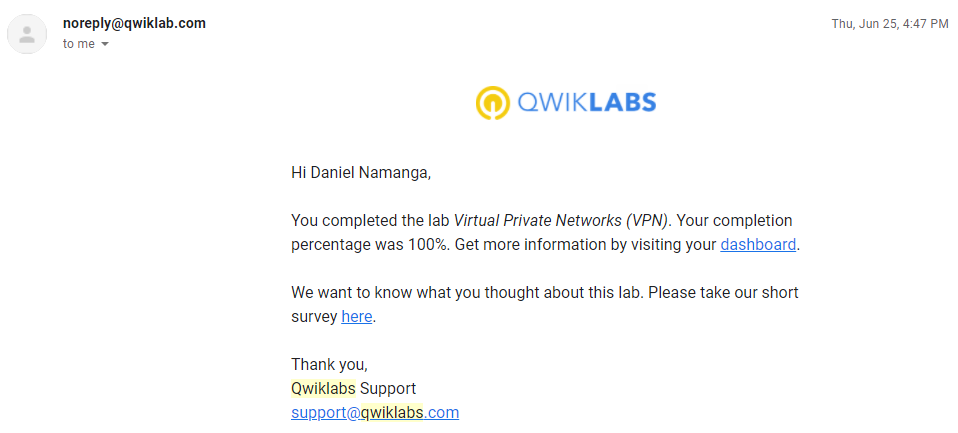 noreply@qwiklab.com
Thu, Jun 25, 4:47 PM
to me
QWIKLABS
Hi Daniel Namanga,
You completed the lab Virtual Private Networks (VPN). Your completion
percentage was 100%. Get more information by visiting your dashboard.
We want to know what you thought about this lab. Please take our short
survey here.
Thank you,
Qwiklabs Support
support@qwiklabs.com